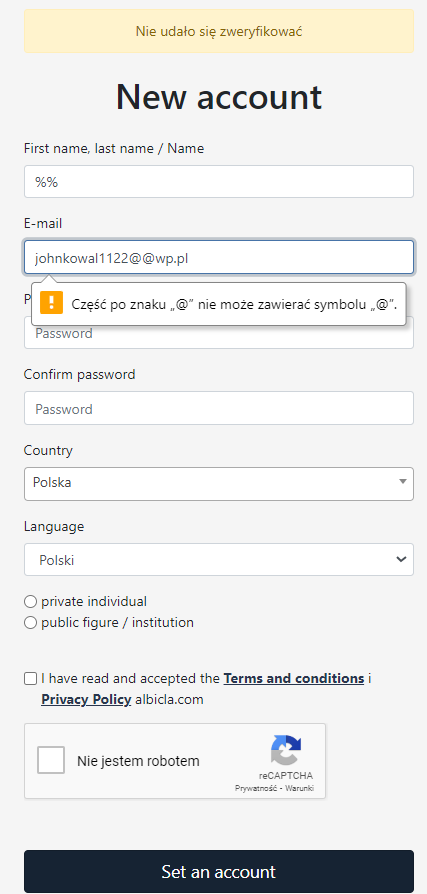 Nie udało się zweryfikować
New account
First name, last name / Name
%%
E-mail
johnkowal1122@@wp.pl
Część po znaku „@” nie może zawierać symbolu „@”.
Password
Confirm password
Password
Country
Polska
Language
Polski
private individual
public figure / institution
I have read and accepted the Terms and conditions i
Privacy Policy albicla.com
Nie jestem robotem
reCAPTCHA
Prywatność - Warunki
Set an account